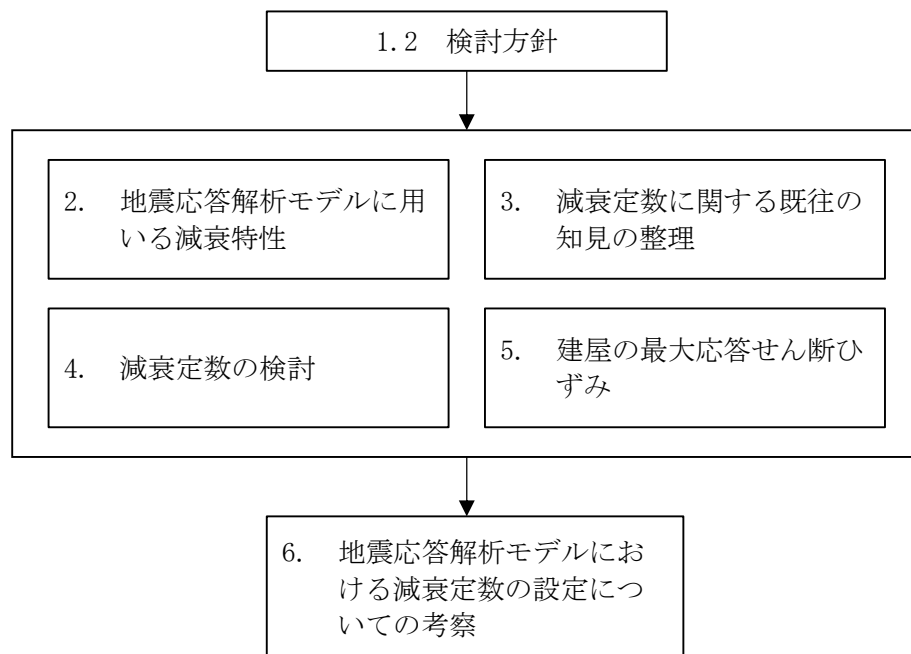 1.2 検討方針
2. 地震応答解析モデルに用
いる減衰特性
3. 減衰定数に関する既往の
知見の整理
4. 減衰定数の検討
5. 建屋の最大応答せん断ひ
ずみ
6. 地震応答解析モデルにお
ける減衰定数の設定につ
いての考察